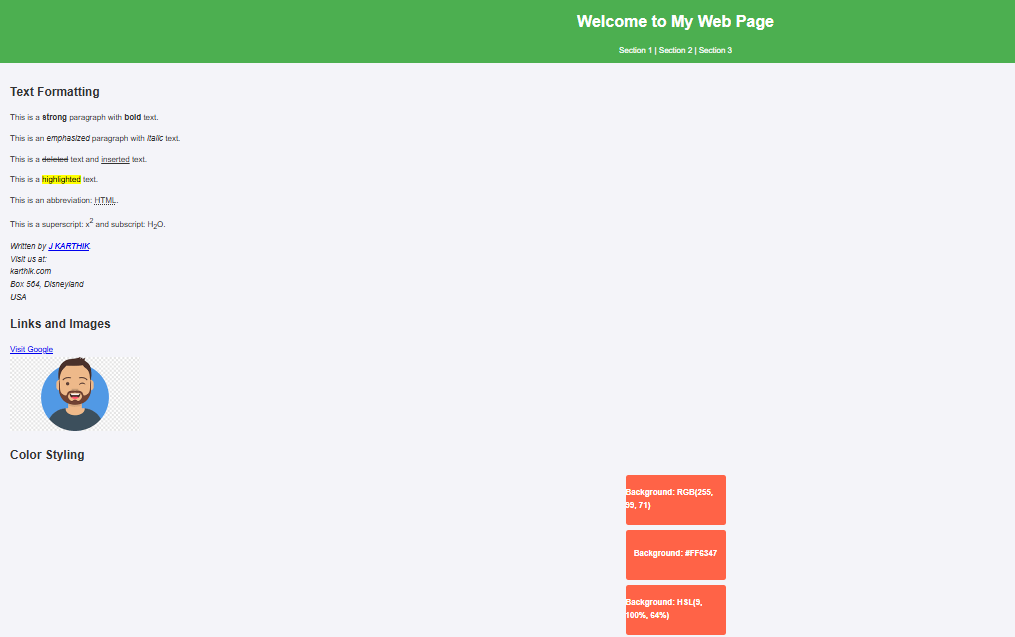 Welcome to My Web Page
Section 1 | Section 2 | Section 3
Text Formatting
This is a strong paragraph with bold text.
This is an emphasized paragraph with italic text.
This is a deleted text and inserted text.
This is a highlighted text.
This is an abbreviation: HTML.
This is a superscript: x² and subscript: H₂O.
Written by J KARTHIK.
Visit us at:
karthik.com
Box 564, Disneyland
USA
Links and Images
Visit Google
Color Styling
Background: RGB(255,
99, 71)
Background: #FF6347
Background: HSL(9,
100%, 64%)